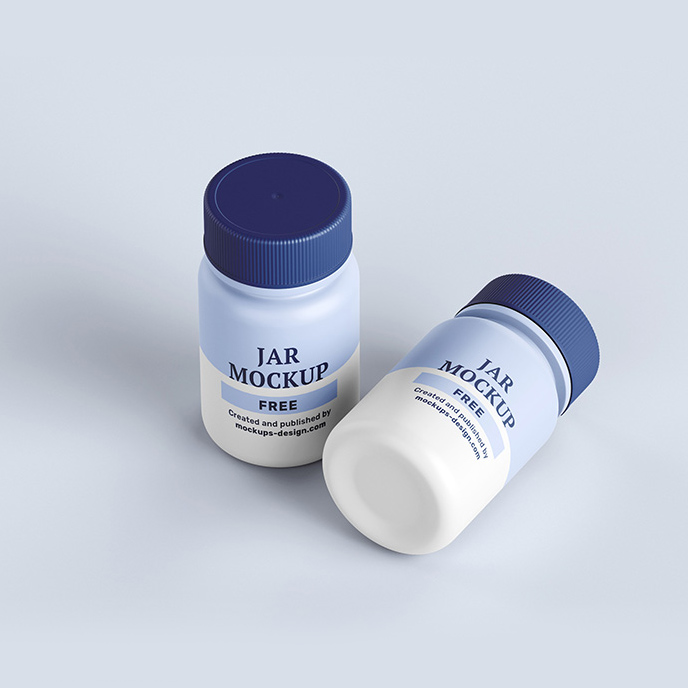 JAR
MOCKUP
FREE
Created and published by
mockups-design.com
JAR
MOCKUP
FREE
Created and published by
mockups-design.com